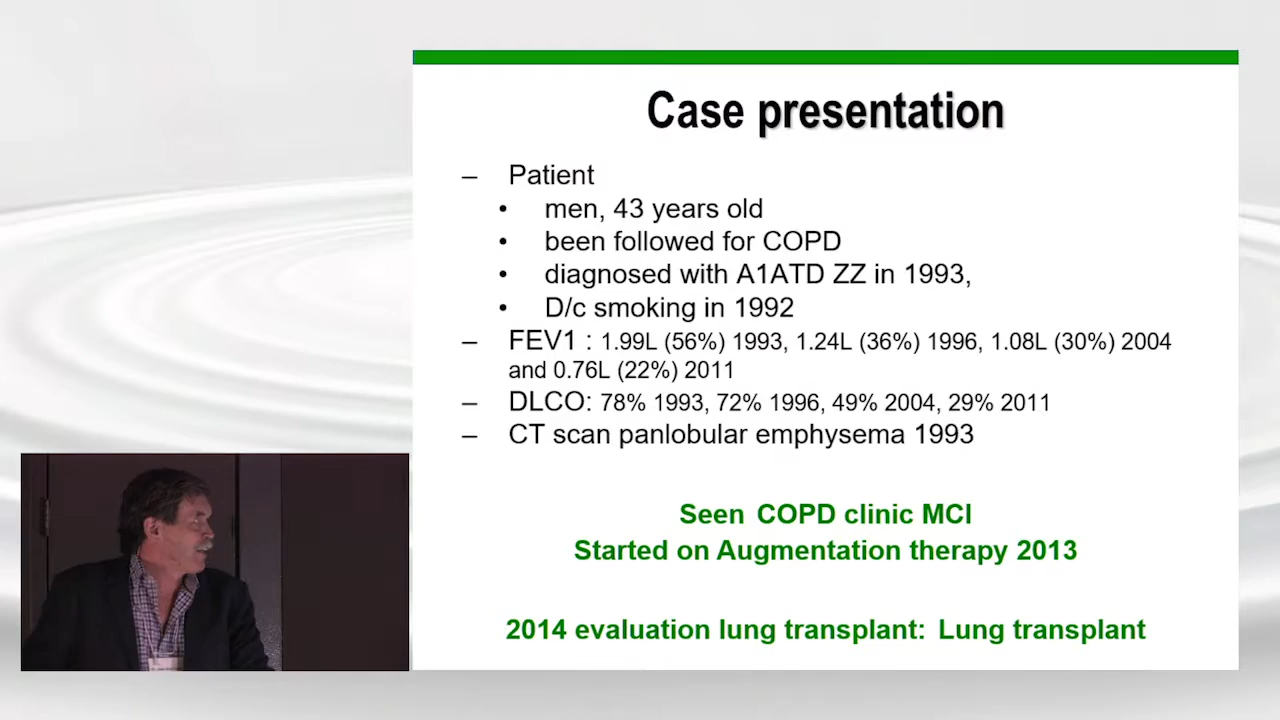 Case presentation
– Patient
• men, 43 years old
• been followed for COPD
• diagnosed with A1ATD ZZ in 1993,
• D/c smoking in 1992
– FEV1 : 1.99L (56%) 1993, 1.24L (36%) 1996, 1.08L (30%) 2004
and 0.76L (22%) 2011
– DLCO: 78% 1993, 72% 1996, 49% 2004, 29% 2011
– CT scan panlobular emphysema 1993
Seen COPD clinic MCI
Started on Augmentation therapy 2013
2014 evaluation lung transplant: Lung transplant